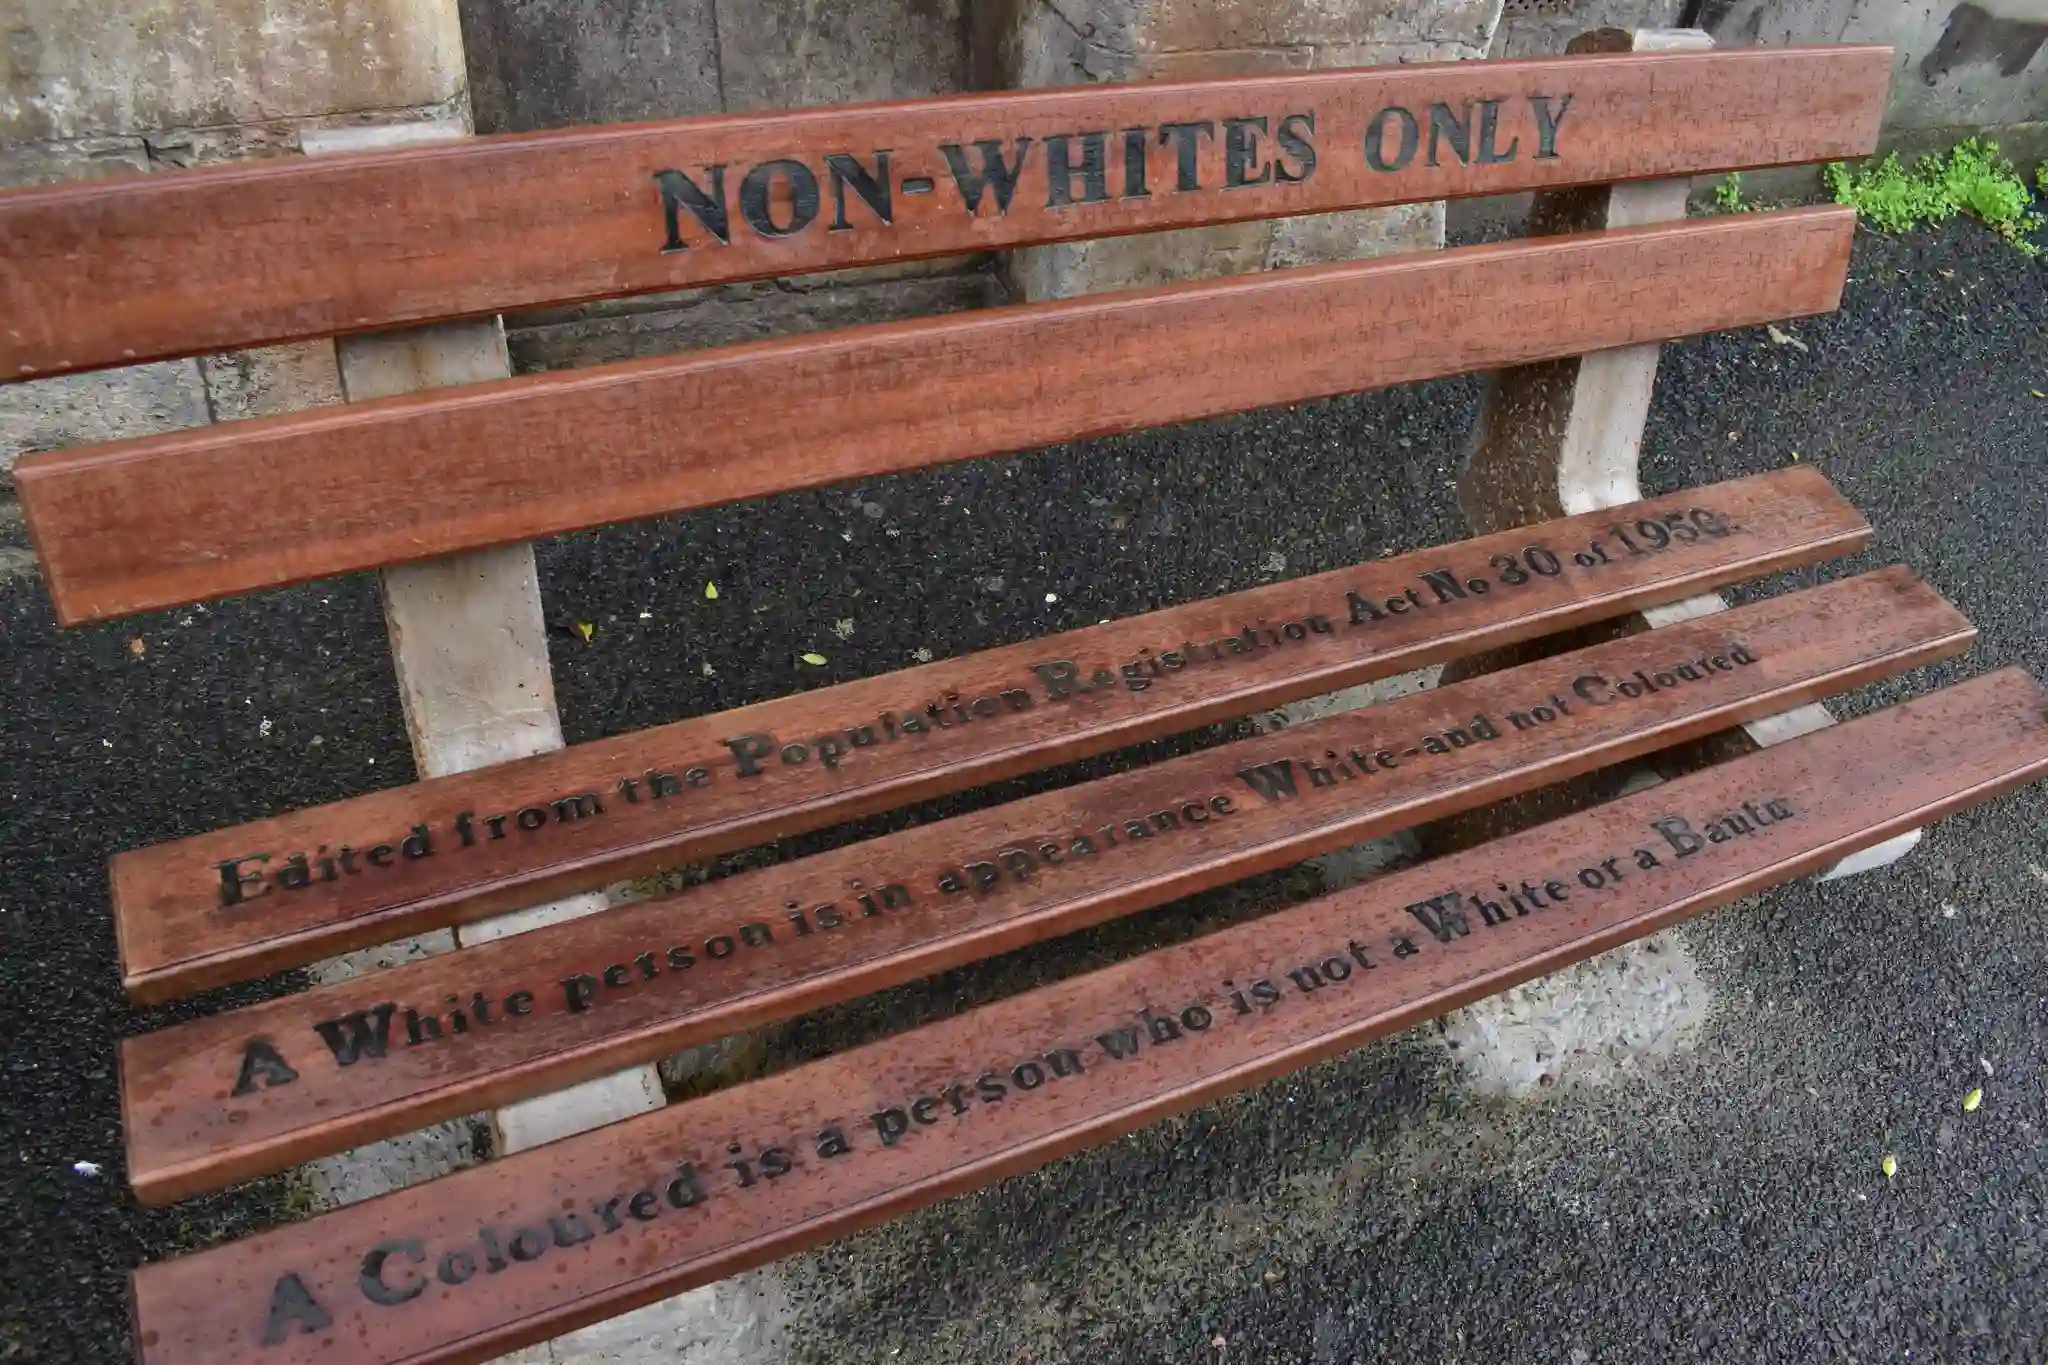 NON-WHITES ONLY
Edited from the Population Registration Act No 30 of 1950.
A White person is in appearance White-and not Coloured
A Coloured is a person who is not a White or a Bantu